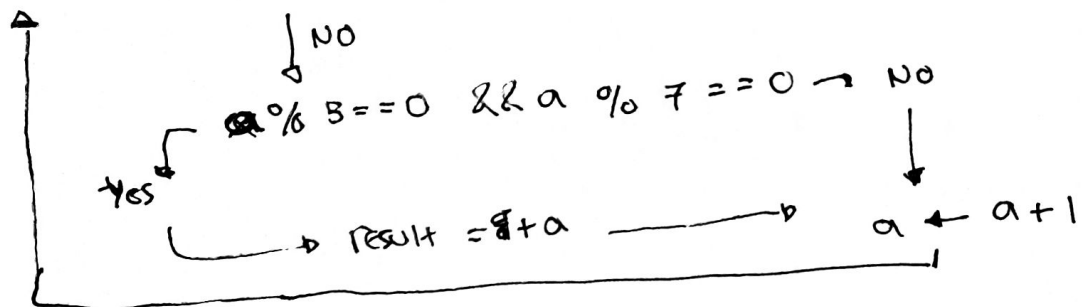 NO
a % 3 == 0 && a % 7 == 0 → NO
Yes
result = + a
a ← a + 1